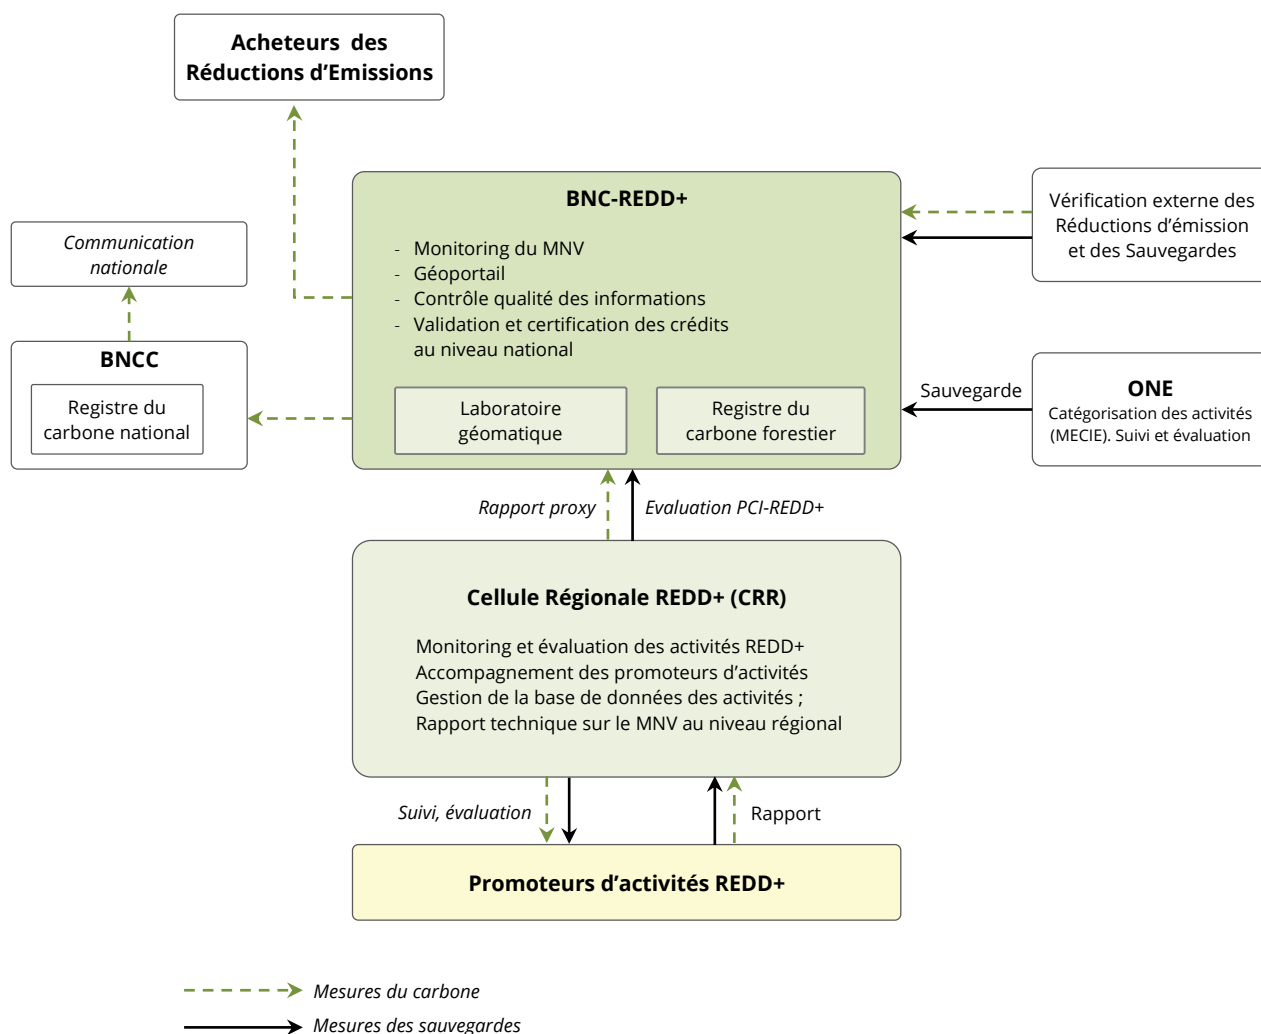 Acheteurs des
Réductions d’Emissions
BNC-REDD+
- Monitoring du MNV
- Géoportail
- Contrôle qualité des informations
- Validation et certification des crédits
au niveau national
Laboratoire
géomatique
Registre du
carbone forestier
Vérification externe des
Réductions d’émission
et des Sauvegardes
Communication
nationale
BNCC
Registre du
carbone national
Sauvegarde
ONE
Catégorisation des activités
(MECIE). Suivi et évaluation
Rapport proxy
Evaluation PCI-REDD+
Cellule Régionale REDD+ (CRR)
Monitoring et évaluation des activités REDD+
Accompagnement des promoteurs d’activités
Gestion de la base de données des activités ;
Rapport technique sur le MNV au niveau régional
Suivi, évaluation
Rapport
Promoteurs d’activités REDD+
Mesures du carbone
Mesures des sauvegardes